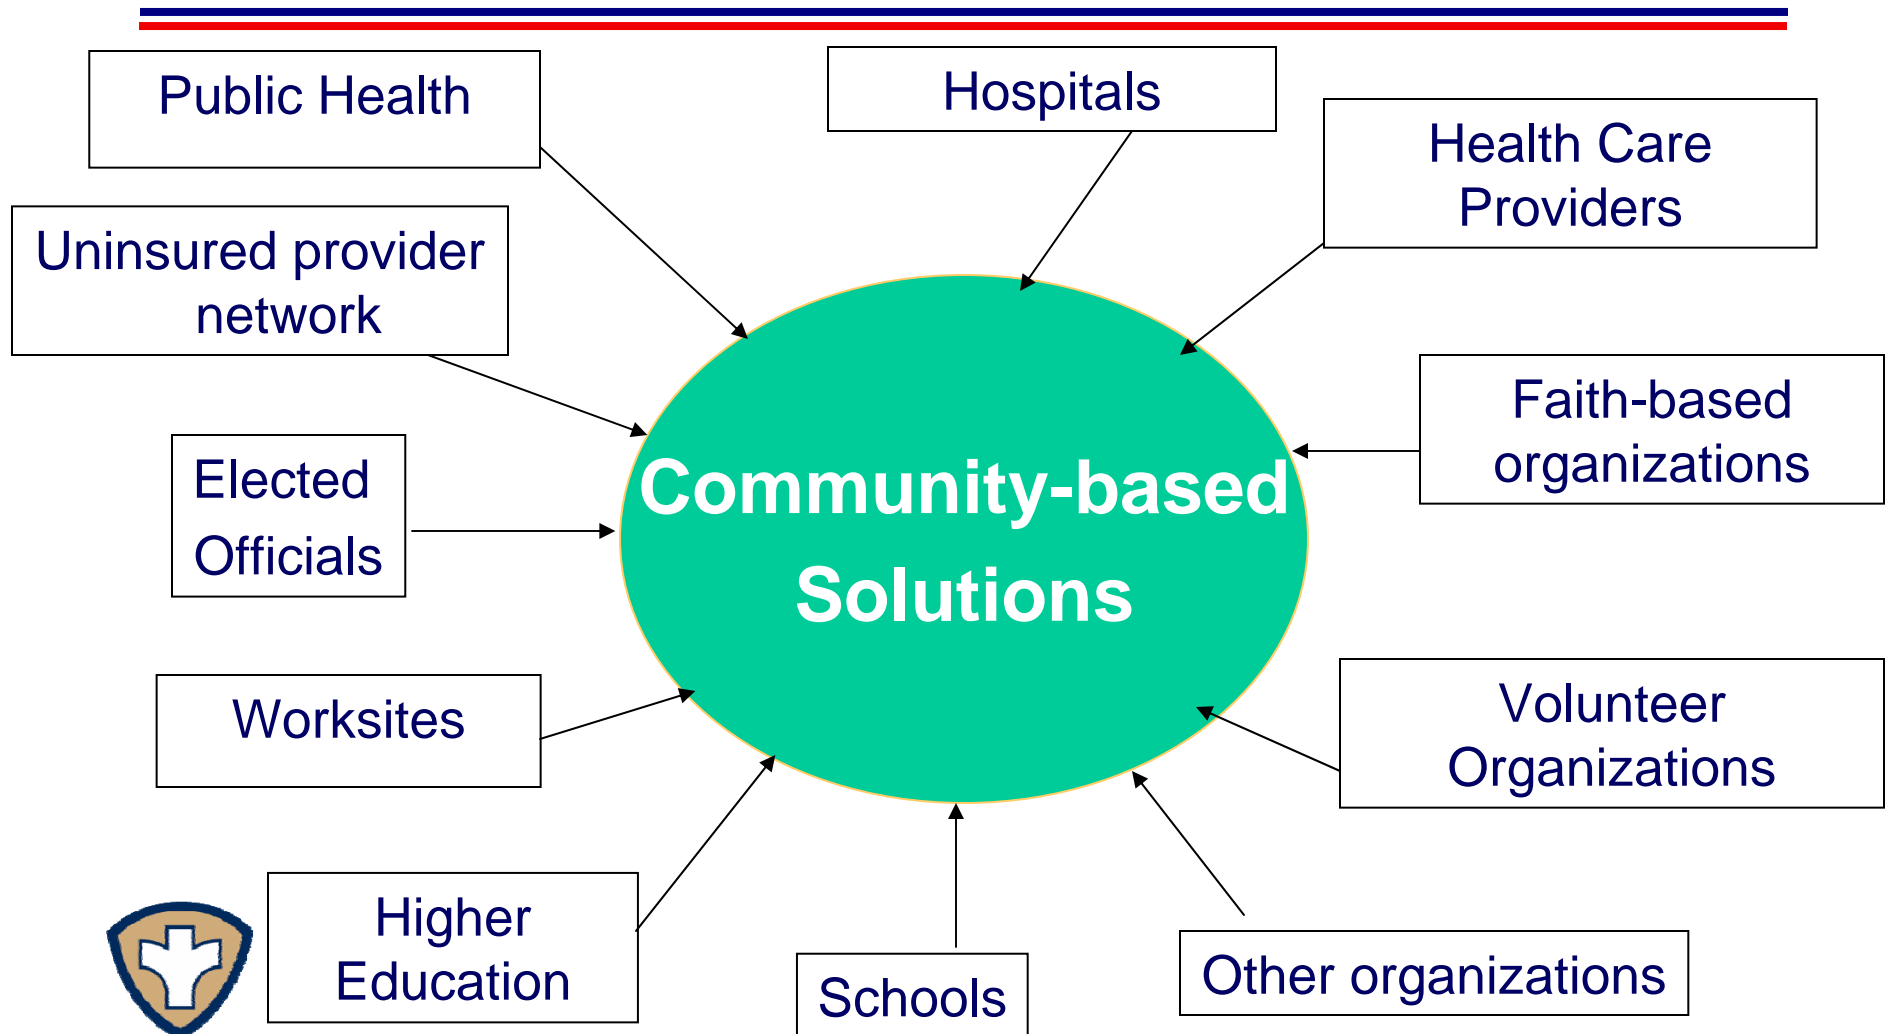 Public Health
Hospitals
Health Care
Providers
Uninsured provider
network
Faith-based
organizations
Elected
Officials
Community-based
Solutions
Worksites
Volunteer
Organizations
Higher
Education
Schools
Other organizations